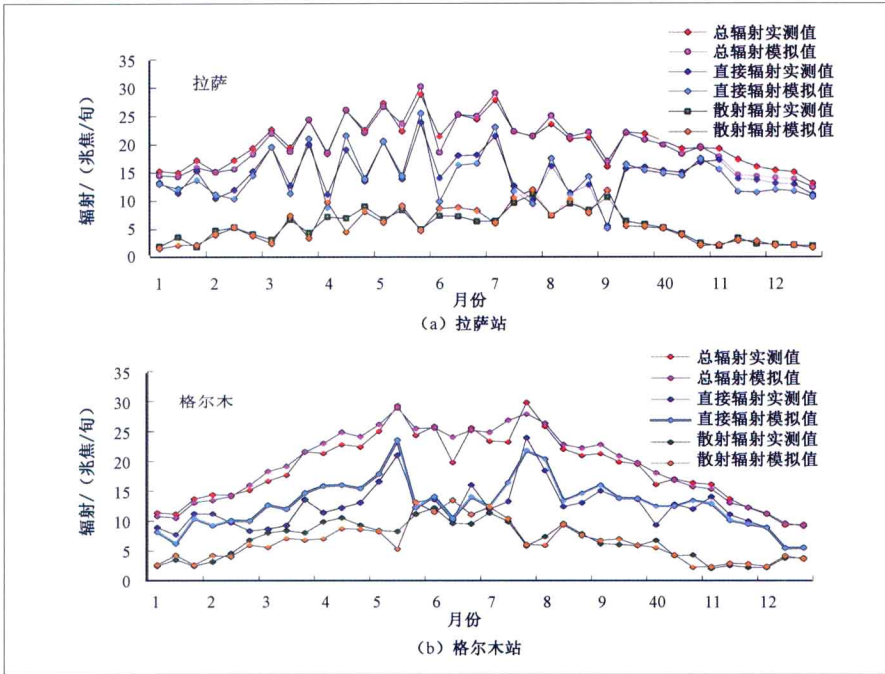 总辐射实测值
总辐射模拟值
直接辐射实测值
直接辐射模拟值
散射辐射实测值
散射辐射模拟值
拉萨
辐射/（兆焦/旬）
35
30
25
20
15
10
5
0
1 2 3 4 5 6 7 8 9 40 11 12
月份
（a）拉萨站
总辐射实测值
总辐射模拟值
直接辐射实测值
直接辐射模拟值
散射辐射实测值
散射辐射模拟值
格尔木
辐射/（兆焦/旬）
35
30
25
20
15
10
5
0
1 2 3 4 5 6 7 8 9 40 11 12
月份
（b）格尔木站